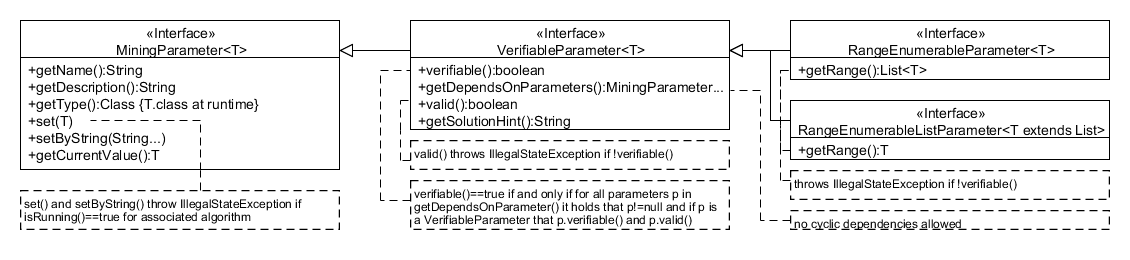 «Interface»
MiningParameter<T>
+getName():String
+getDescription():String
+getType():Class {T.class at runtime}
+set(T)
+setByString(String...)
+getCurrentValue():T
set() and setByString() throw IllegalStateException if
isRunning()==true for associated algorithm
«Interface»
VerifiableParameter<T>
+verifiable():boolean
+getDependsOnParameters():MiningParameter...
+valid():boolean
+getSolutionHint():String
valid() throws IllegalStateException if !verifiable()
verifiable()==true if and only if for all parameters p in
getDependsOnParameter() it holds that p!=null and if p is
a VerifiableParameter that p.verifiable() and p.valid()
«Interface»
RangeEnumerableParameter<T>
+getRange():List<T>
«Interface»
RangeEnumerableListParameter<T extends List>
+getRange():T
throws IllegalStateException if !verifiable()
no cyclic dependencies allowed